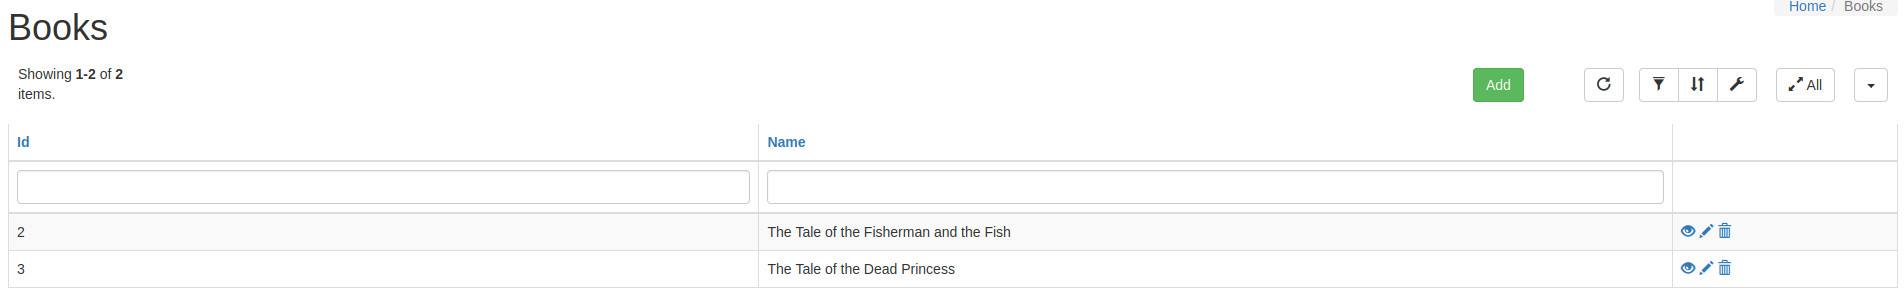 Home / Books
Books
Showing 1-2 of 2
items.
Add
All
Id
Name
2
The Tale of the Fisherman and the Fish
3
The Tale of the Dead Princess